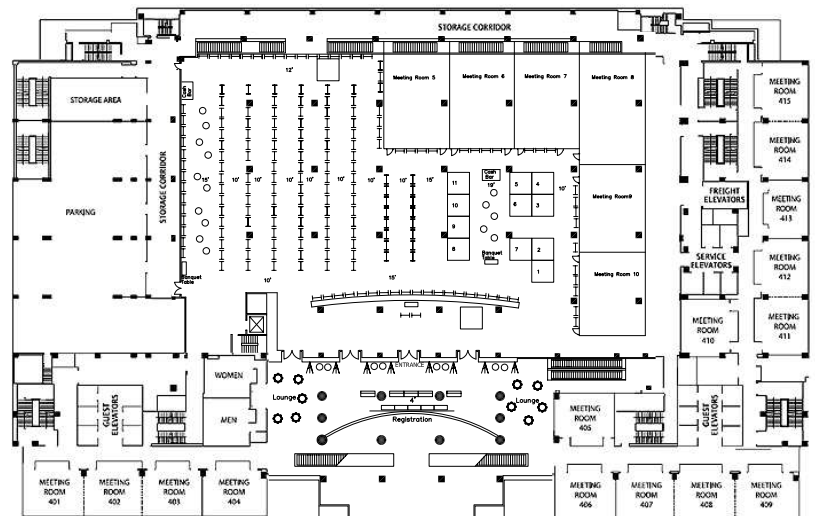 STORAGE CORRIDOR
12'
Meeting Room 5
Meeting Room 6
Meeting Room 7
Meeting Room 8
MEETING
ROOM
415
STORAGE AREA
Cash
Bar
MEETING
ROOM
414
STORAGE CORRIDOR
15'
10'
10'
10'
10'
10'
10'
15'
11
10
9
8
Cash
Bar
19'
5
4
6
3
7
2
1
10'
Meeting Room9
FREIGHT
ELEVATORS
MEETING
ROOM
413
PARKING
Banquet
Table
SERVICE
ELEVATORS
MEETING
ROOM
412
Banquet
Table
10'
10'
15'
Meeting Room 10
MEETING
ROOM
410
MEETING
ROOM
411
ENTRANCE
WOMEN
MEN
Lounge
4'
Registration
Lounge
GUEST
ELEVATORS
MEETING
ROOM
405
GUEST
ELEVATORS
MEETING
ROOM
401
MEETING
ROOM
402
MEETING
ROOM
403
MEETING
ROOM
404
MEETING
ROOM
406
MEETING
ROOM
407
MEETING
ROOM
408
MEETING
ROOM
409